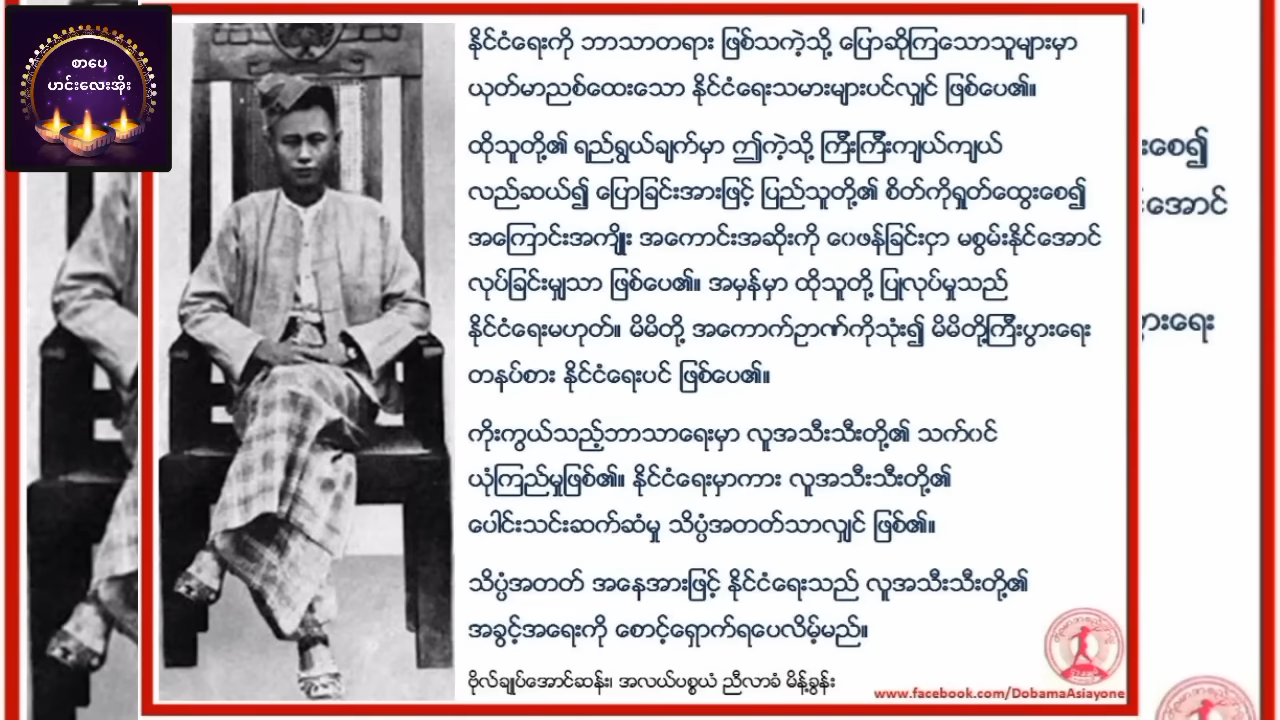 စာပေ
ဟင်းလေးအိုး
နိုင်ငံရေးကို ဘာသာတရား ဖြစ်သကဲ့သို့ ပြောဆိုကြသောသူများမှာ
ယုတ်မာညစ်ထေးသော နိုင်ငံရေးသမားများပင်လျှင် ဖြစ်ပေ၏။
ထိုသူတို့၏ ရည်ရွယ်ချက်မှာ ဤကဲ့သို့ ကြီးကြီးကျယ်ကျယ်
လည်ဆယ်၍ ပြောခြင်းအားဖြင့် ပြည်သူတို့၏ စိတ်ကိုရှုတ်ထွေးစေ၍
အကြောင်းအကျိုး အကောင်းအဆိုးကို ဝေဖန်ခြင်းငှာ မစွမ်းနိုင်အောင်
လုပ်ခြင်းမျှသာ ဖြစ်ပေ၏။ အမှန်မှာ ထိုသူတို့ ပြုလုပ်မှုသည်
နိုင်ငံရေးမဟုတ်။ မိမိတို့ အကောက်ဉာဏ်ကိုသုံး၍ မိမိတို့ကြီးပွားရေး
တနပ်စား နိုင်ငံရေးပင် ဖြစ်ပေ၏။
ကိုးကွယ်သည့်ဘာသာရေးမှာ လူအသီးသီးတို့၏ သက်ဝင်
ယုံကြည်မှုဖြစ်၏။ နိုင်ငံရေးမှာကား လူအသီးသီးတို့၏
ပေါင်းသင်းဆက်ဆံမှု သိပ္ပံအတတ်သာလျှင် ဖြစ်၏။
သိပ္ပံအတတ် အနေအားဖြင့် နိုင်ငံရေးသည် လူအသီးသီးတို့၏
အခွင့်အရေးကို စောင့်ရှောက်ရပေလိမ့်မည်။
ဗိုလ်ချုပ်အောင်ဆန်း၊ အလယ်ပစ္စယံ ညီလာခံ မိန့်ခွန်း
www.facebook.com/DobamaAsiayone
းစေ၍
အောင်
ွားရေး